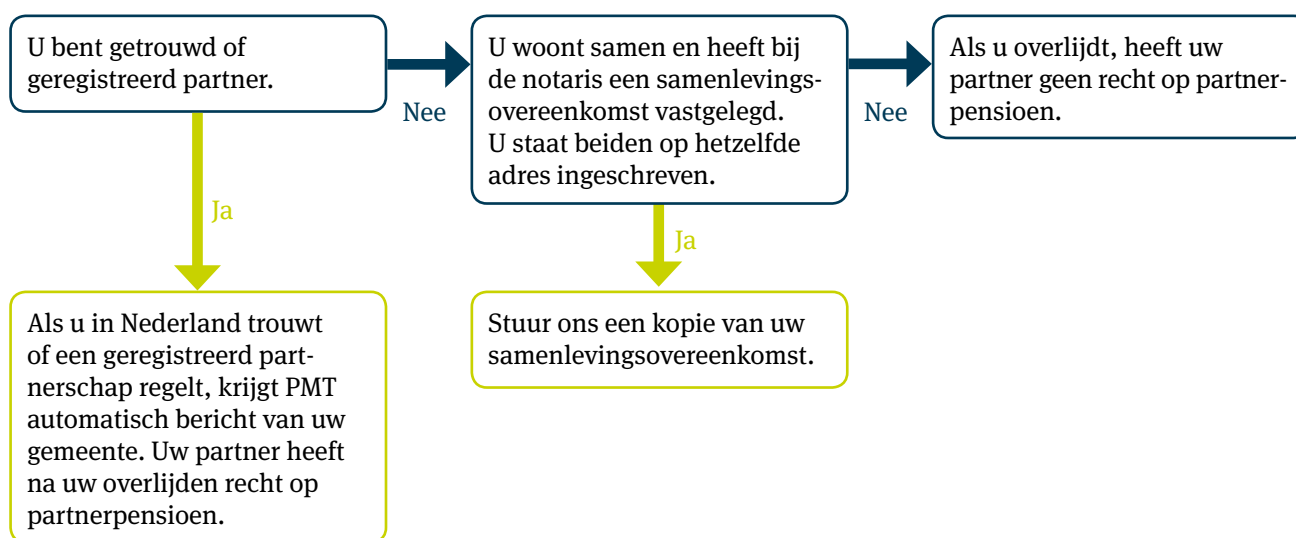 U bent getrouwd of
geregistreerd partner.
Nee
U woont samen en heeft bij
de notaris een samenlevings-
overeenkomst vastgelegd.
U staat beiden op hetzelfde
adres ingeschreven.
Nee
Als u overlijdt, heeft uw
partner geen recht op partner-
pensioen.
Ja
Ja
Als u in Nederland trouwt
of een geregistreerd part-
nerschap regelt, krijgt PMT
automatisch bericht van uw
gemeente. Uw partner heeft
na uw overlijden recht op
partnerpensioen.
Stuur ons een kopie van uw
samenlevingsovereenkomst.